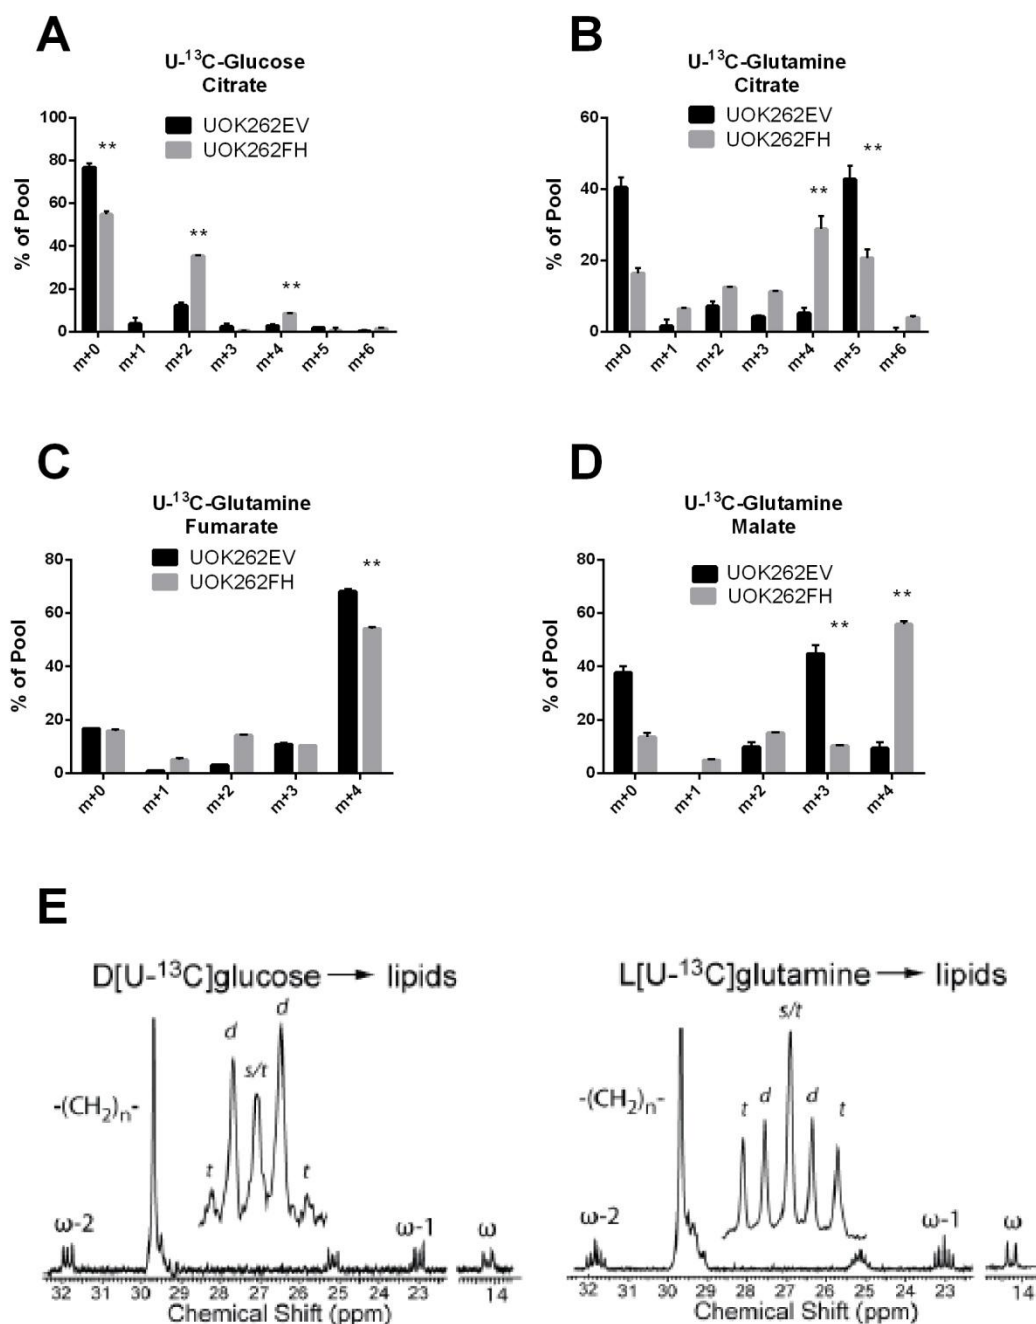 A
U-¹³C-Glucose
Citrate
UOK262EV
UOK262FH
% of Pool
100
80
60
40
20
0
**
**
**
m+0 m+1 m+2 m+3 m+4 m+5 m+6
B
U-¹³C-Glutamine
Citrate
UOK262EV
UOK262FH
% of Pool
60
40
20
0
**
**
m+0 m+1 m+2 m+3 m+4 m+5 m+6
C
U-¹³C-Glutamine
Fumarate
UOK262EV
UOK262FH
% of Pool
80
60
40
20
0
**
m+0 m+1 m+2 m+3 m+4
D
U-¹³C-Glutamine
Malate
UOK262EV
UOK262FH
% of Pool
80
60
40
20
0
**
**
m+0 m+1 m+2 m+3 m+4
E
D[U-¹³C]glucose → lipids
d
d
s/t
t
t
-(CH₂)ₙ-
ω-2
ω-1
ω
32 31 30 29 28 27 26 25 24 23 14
Chemical Shift (ppm)
L[U-¹³C]glutamine → lipids
s/t
t d d t
-(CH₂)ₙ-
ω-2
ω-1
ω
32 31 30 29 28 27 26 25 24 23 14
Chemical Shift (ppm)